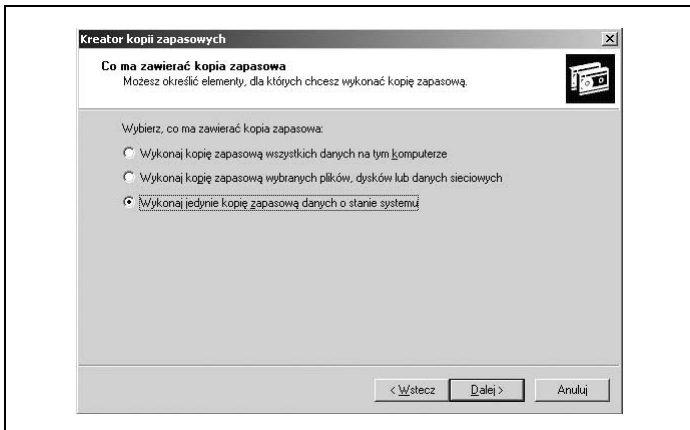 Kreator kopii zapasowych
Co ma zawierać kopia zapasowa
Możesz określić elementy, dla których chcesz wykonać kopię zapasową.
Wybierz, co ma zawierać kopia zapasowa:
Wykonaj kopię zapasową wszystkich danych na tym komputerze
Wykonaj kopię zapasową wybranych plików, dysków lub danych sieciowych
Wykonaj jedynie kopię zapasową danych o stanie systemu
< Wstecz Dalej > Anuluj